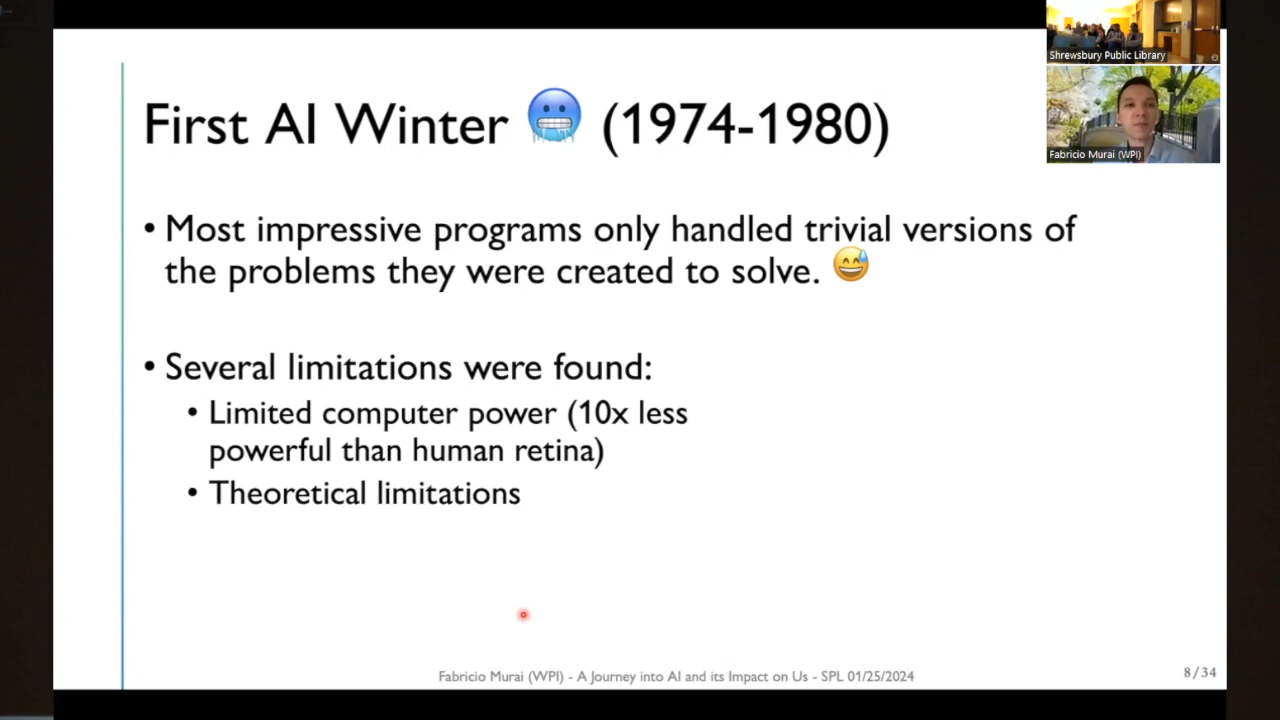 Shrewsbury Public Library
Fabricio Murai (WPI)
First AI Winter 🥶 (1974-1980)
• Most impressive programs only handled trivial versions of
the problems they were created to solve. 😅
• Several limitations were found:
• Limited computer power (10x less
powerful than human retina)
• Theoretical limitations
Fabricio Murai (WPI) - A Journey into AI and its Impact on Us - SPL 01/25/2024
8/34